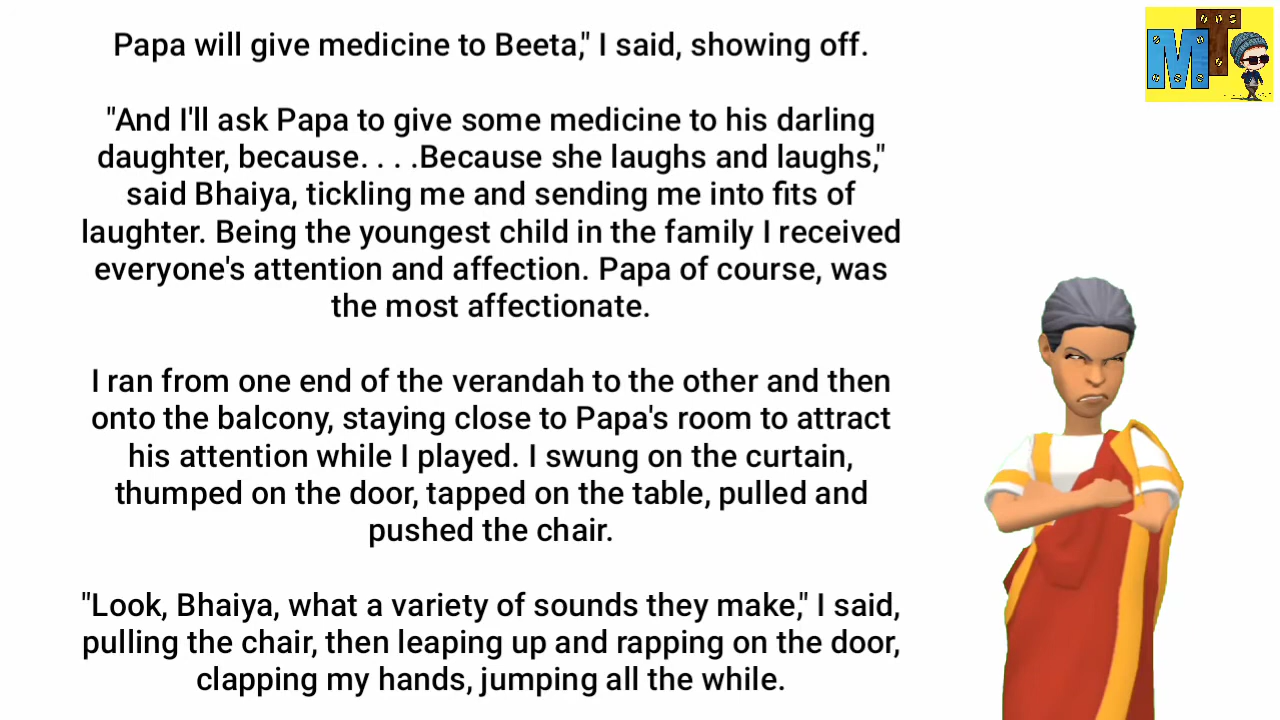 Papa will give medicine to Beeta," I said, showing off.
"And I'll ask Papa to give some medicine to his darling
daughter, because. . . .Because she laughs and laughs,"
said Bhaiya, tickling me and sending me into fits of
laughter. Being the youngest child in the family I received
everyone's attention and affection. Papa of course, was
the most affectionate.
I ran from one end of the verandah to the other and then
onto the balcony, staying close to Papa's room to attract
his attention while I played. I swung on the curtain,
thumped on the door, tapped on the table, pulled and
pushed the chair.
"Look, Bhaiya, what a variety of sounds they make," I said,
pulling the chair, then leaping up and rapping on the door,
clapping my hands, jumping all the while.
MT